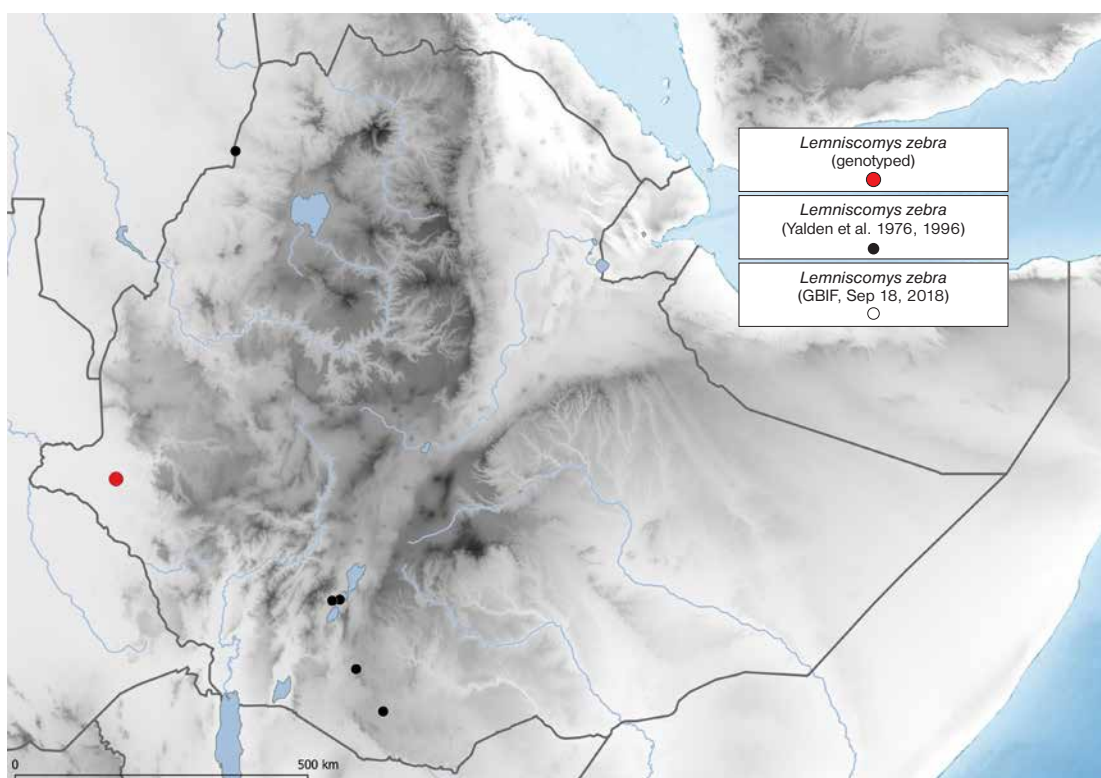 Lemniscomys zebra
(genotyped)
Lemniscomys zebra
(Yalden et al. 1976, 1996)
Lemniscomys zebra
(GBIF, Sep 18, 2018)
0 500 km